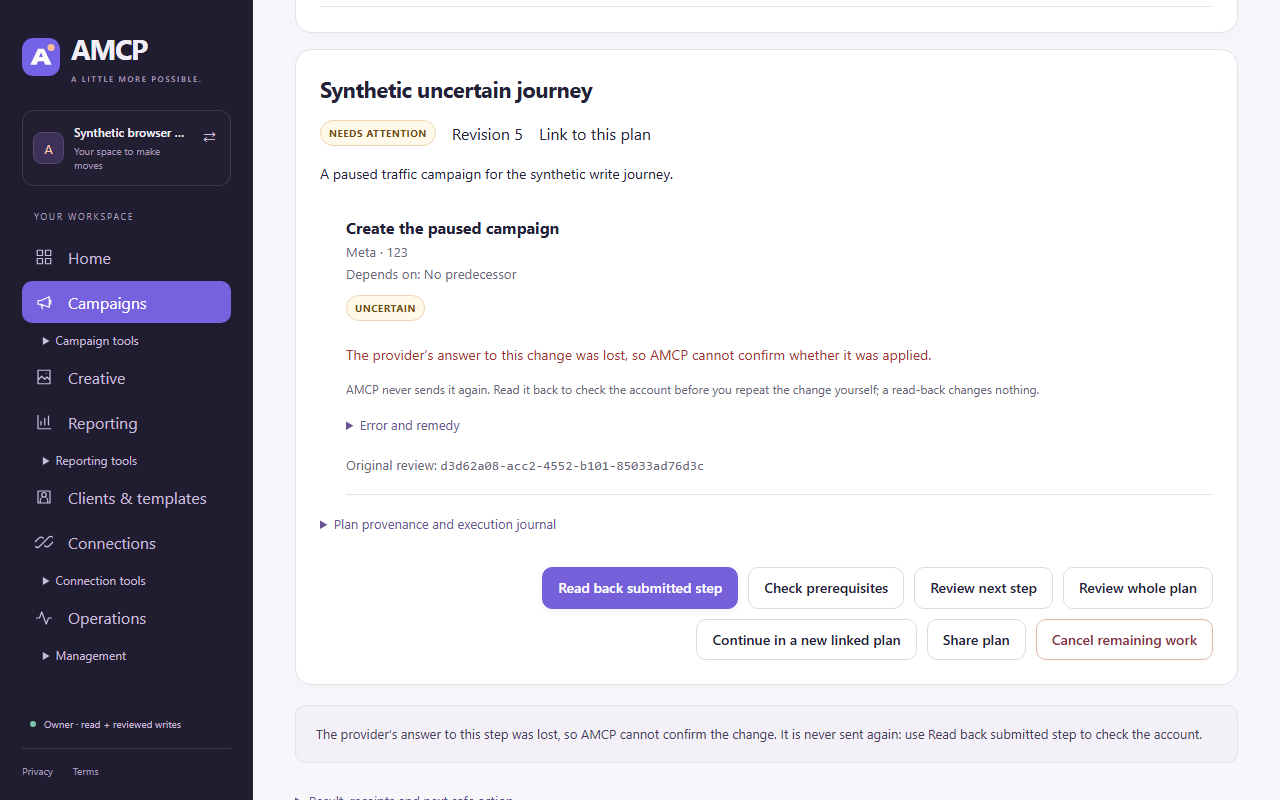 AMCP
A LITTLE MORE POSSIBLE.
A
Synthetic browser ...
Your space to make
moves
YOUR WORKSPACE
Home
Campaigns
Campaign tools
Creative
Reporting
Reporting tools
Clients & templates
Connections
Connection tools
Operations
Management
Owner · read + reviewed writes
Privacy Terms
Synthetic uncertain journey
NEEDS ATTENTION Revision 5 Link to this plan
A paused traffic campaign for the synthetic write journey.
Create the paused campaign
Meta · 123
Depends on: No predecessor
UNCERTAIN
The provider’s answer to this change was lost, so AMCP cannot confirm whether it was applied.
AMCP never sends it again. Read it back to check the account before you repeat the change yourself; a read-back changes nothing.
Error and remedy
Original review: d3d62a08-acc2-4552-b101-85033ad76d3c
Plan provenance and execution journal
Read back submitted step Check prerequisites Review next step Review whole plan
Continue in a new linked plan Share plan Cancel remaining work
The provider’s answer to this step was lost, so AMCP cannot confirm the change. It is never sent again: use Read back submitted step to check the account.
Result, receipts and next safe action